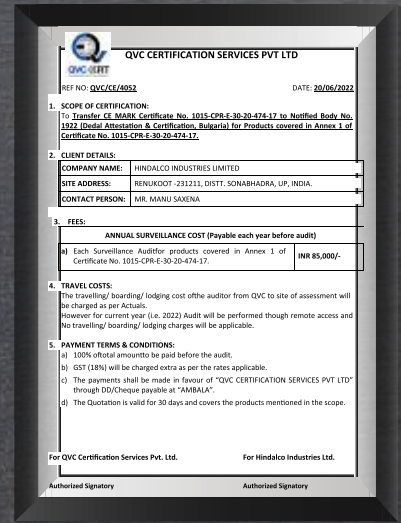 QVC CERT
QVC CERTIFICATION SERVICES PVT LTD
REF NO: QVC/CE/4052
DATE: 20/06/2022
1. SCOPE OF CERTIFICATION:
To Transfer CE MARK Certificate No. 1015-CPR-E-30-20-474-17 to Notified Body No.
1922 (Dedal Attestation & Certification, Bulgaria) for Products covered in Annex 1 of
Certificate No. 1015-CPR-E-30-20-474-17.
2. CLIENT DETAILS:
COMPANY NAME: HINDALCO INDUSTRIES LIMITED
SITE ADDRESS: RENUKOOT -231211, DISTT. SONABHADRA, UP, INDIA.
CONTACT PERSON: MR. MANU SAXENA
3. FEES:
ANNUAL SURVEILLANCE COST (Payable each year before audit)
a) Each Surveillance Auditfor products covered in Annex 1 of
Certificate No. 1015-CPR-E-30-20-474-17.
INR 85,000/-
4. TRAVEL COSTS:
The travelling/ boarding/ lodging cost ofthe auditor from QVC to site of assessment will
be charged as per Actuals.
However for current year (i.e. 2022) Audit will be performed though remote access and
No travelling/ boarding/ lodging charges will be applicable.
5. PAYMENT TERMS & CONDITIONS:
a) 100% oftotal amountto be paid before the audit.
b) GST (18%) will be charged extra as per the rates applicable.
c) The payments shall be made in favour of "QVC CERTIFICATION SERVICES PVT LTD"
through DD/Cheque payable at "AMBALA".
d) The Quotation is valid for 30 days and covers the products mentioned in the scope.
For QVC Certification Services Pvt. Ltd.
For Hindalco Industries Ltd.
Authorized Signatory
Authorized Signatory